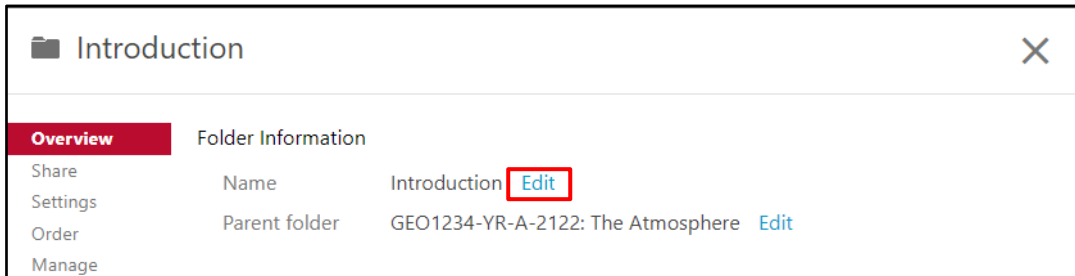 Introduction
Overview
Folder Information
Share
Name Introduction Edit
Settings
Parent folder GEO1234-YR-A-2122: The Atmosphere Edit
Order
Manage